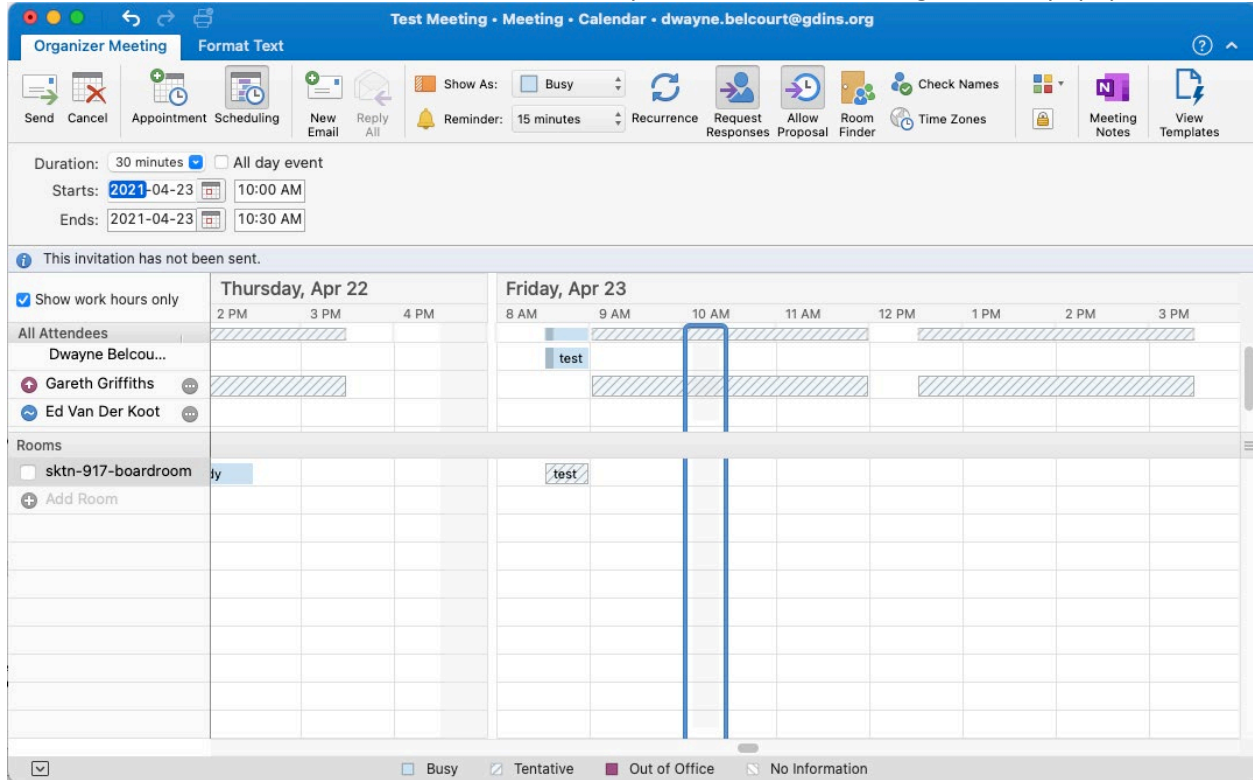 Test Meeting • Meeting • Calendar • dwayne.belcourt@gdins.org
Organizer Meeting Format Text
Send Cancel Appointment Scheduling New Email Reply All Show As: Busy Recurrence Request Responses Allow Proposal Room Finder Check Names Meeting Notes View Templates
Reminder: 15 minutes Time Zones
Duration: 30 minutes All day event
Starts: 2021-04-23 10:00 AM
Ends: 2021-04-23 10:30 AM
This invitation has not been sent.
Show work hours only Thursday, Apr 22 Friday, Apr 23
2 PM 3 PM 4 PM 8 AM 9 AM 10 AM 11 AM 12 PM 1 PM 2 PM 3 PM
All Attendees
Dwayne Belcou... test
Gareth Griffiths
Ed Van Der Koot
Rooms
sktn-917-boardroom dy test
Add Room
Busy Tentative Out of Office No Information